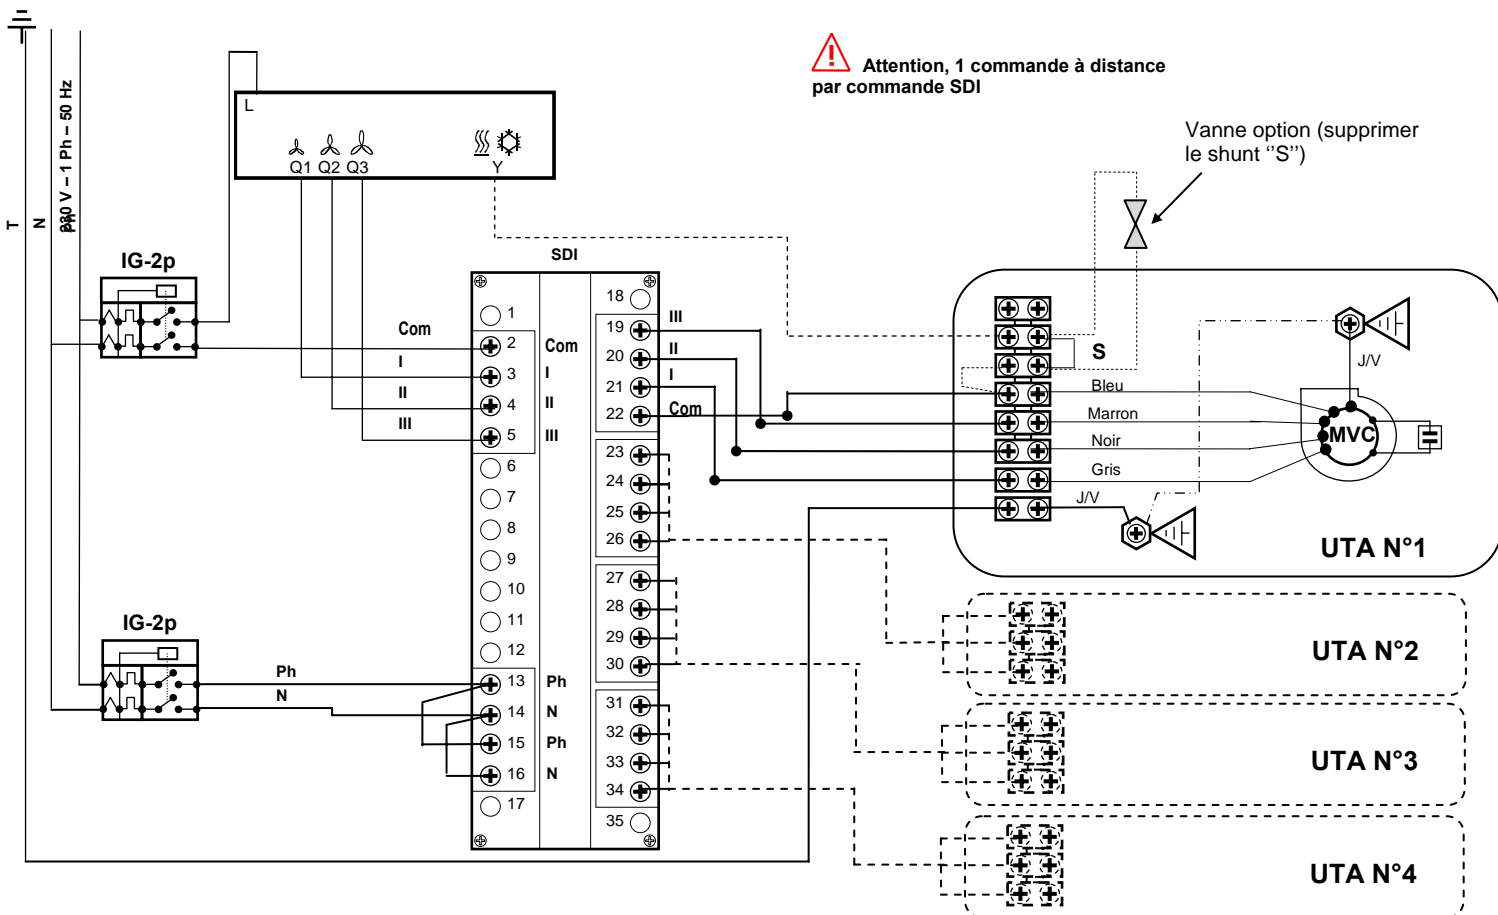 Attention, 1 commande à distance
par commande SDI
Vanne option (supprimer
le shunt ‘’S’’)
L
Q1 Q2 Q3
Y
T
N
230 V – 1 Ph – 50 Hz
Ph
IG-2p
SDI
1
2
3
4
5
6
7
8
9
10
11
12
13
14
15
16
17
18
19
20
21
22
23
24
25
26
27
28
29
30
31
32
33
34
35
Com
I
II
III
Com
I
II
III
III
II
I
Com
S
Bleu
Marron
Noir
Gris
J/V
J/V
MVC
UTA N°1
IG-2p
Ph
N
Ph
N
Ph
N
UTA N°2
UTA N°3
UTA N°4